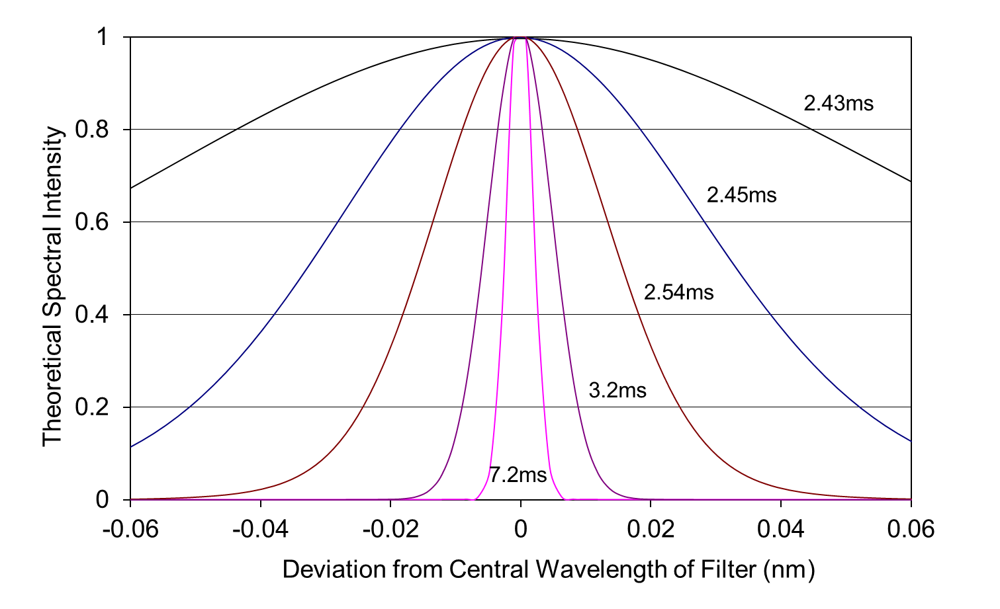 1
0.8
0.6
0.4
0.2
0
Theoretical Spectral Intensity
2.43ms
2.45ms
2.54ms
3.2ms
7.2ms
-0.06 -0.04 -0.02 0 0.02 0.04 0.06
Deviation from Central Wavelength of Filter (nm)